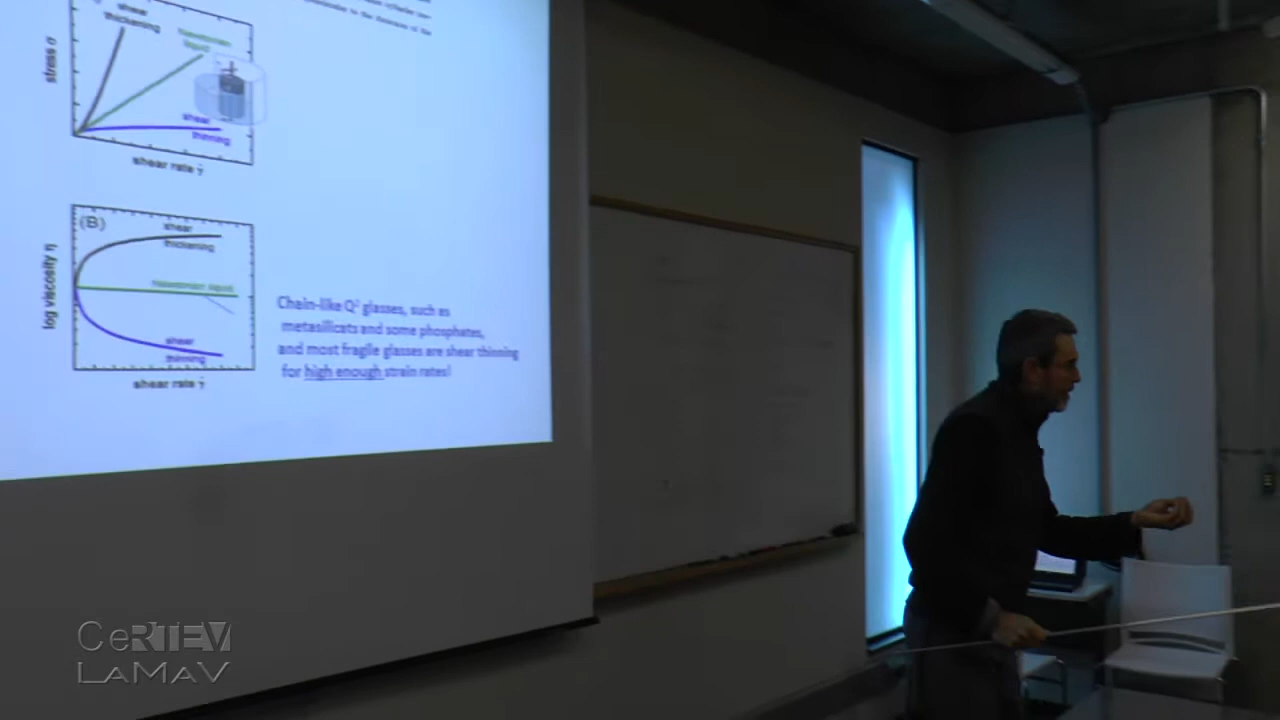 shear
thickening
Newtonian
liquid
stress σ
shear
thinning
shear rate γ̇
(B)
shear
thickening
log viscosity η
Newtonian liquid
shear
thinning
shear rate γ̇
Chain-like Q² glasses, such as
metasilicats and some phosphates,
and most fragile glasses are shear thinning
for high enough strain rates!
CeRTEV
LaMaV